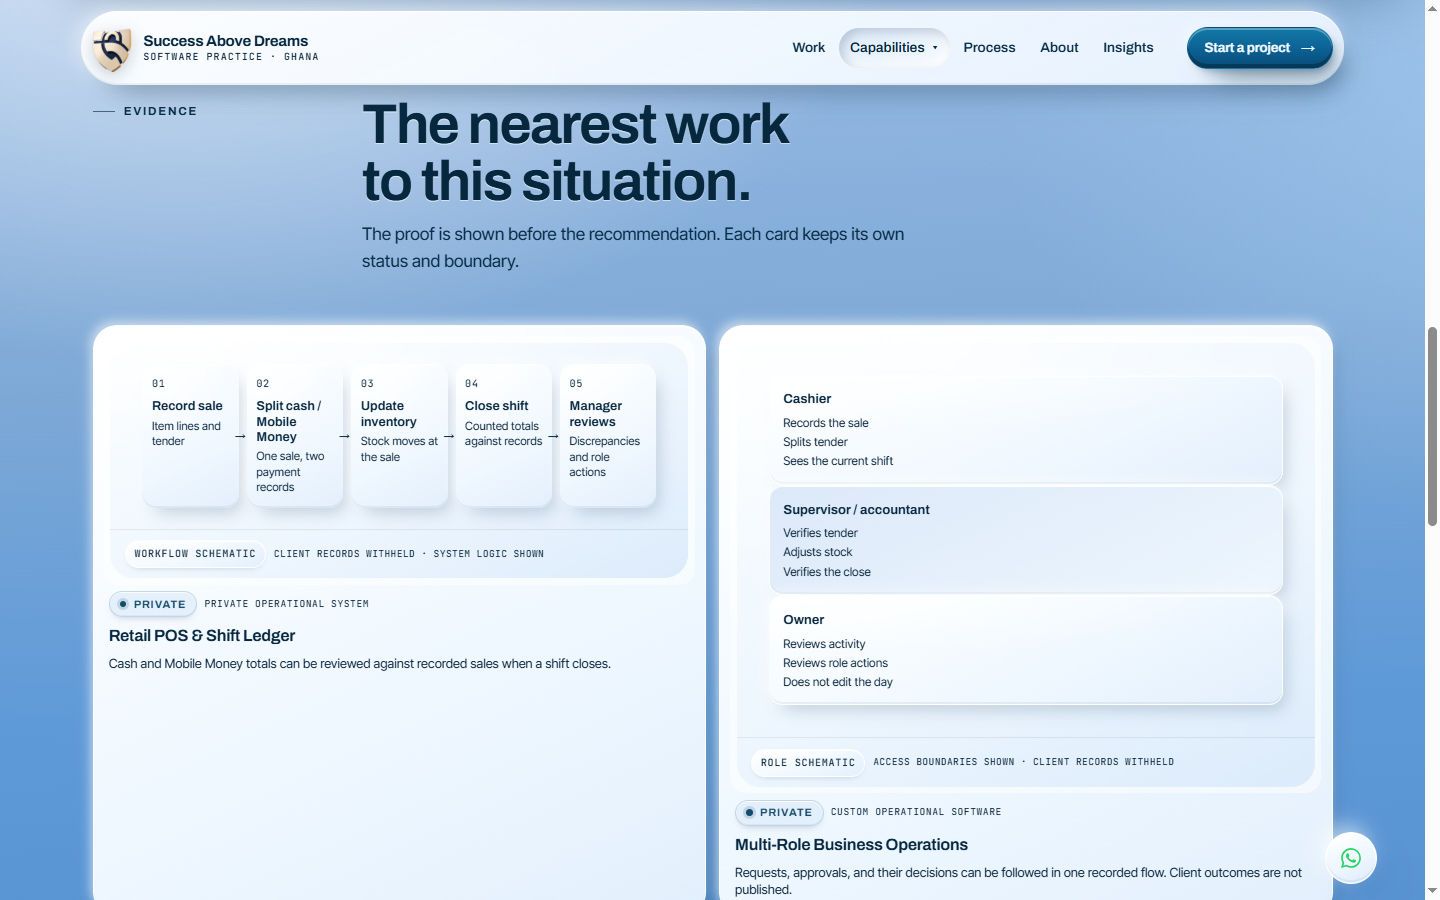 Success Above Dreams
SOFTWARE PRACTICE · GHANA
Work
Capabilities
Process
About
Insights
Start a project →
EVIDENCE
The nearest work
to this situation.
The proof is shown before the recommendation. Each card keeps its own
status and boundary.
01
Record sale
Item lines and
tender
→
02
Split cash /
Mobile
Money
One sale, two
payment
records
→
03
Update
inventory
Stock moves at
the sale
→
04
Close shift
Counted totals
against records
→
05
Manager
reviews
Discrepancies
and role
actions
WORKFLOW SCHEMATIC
CLIENT RECORDS WITHHELD · SYSTEM LOGIC SHOWN
PRIVATE
PRIVATE OPERATIONAL SYSTEM
Retail POS & Shift Ledger
Cash and Mobile Money totals can be reviewed against recorded sales when a shift closes.
Cashier
Records the sale
Splits tender
Sees the current shift
Supervisor / accountant
Verifies tender
Adjusts stock
Verifies the close
Owner
Reviews activity
Reviews role actions
Does not edit the day
ROLE SCHEMATIC
ACCESS BOUNDARIES SHOWN · CLIENT RECORDS WITHHELD
PRIVATE
CUSTOM OPERATIONAL SOFTWARE
Multi-Role Business Operations
Requests, approvals, and their decisions can be followed in one recorded flow. Client outcomes are not
published.